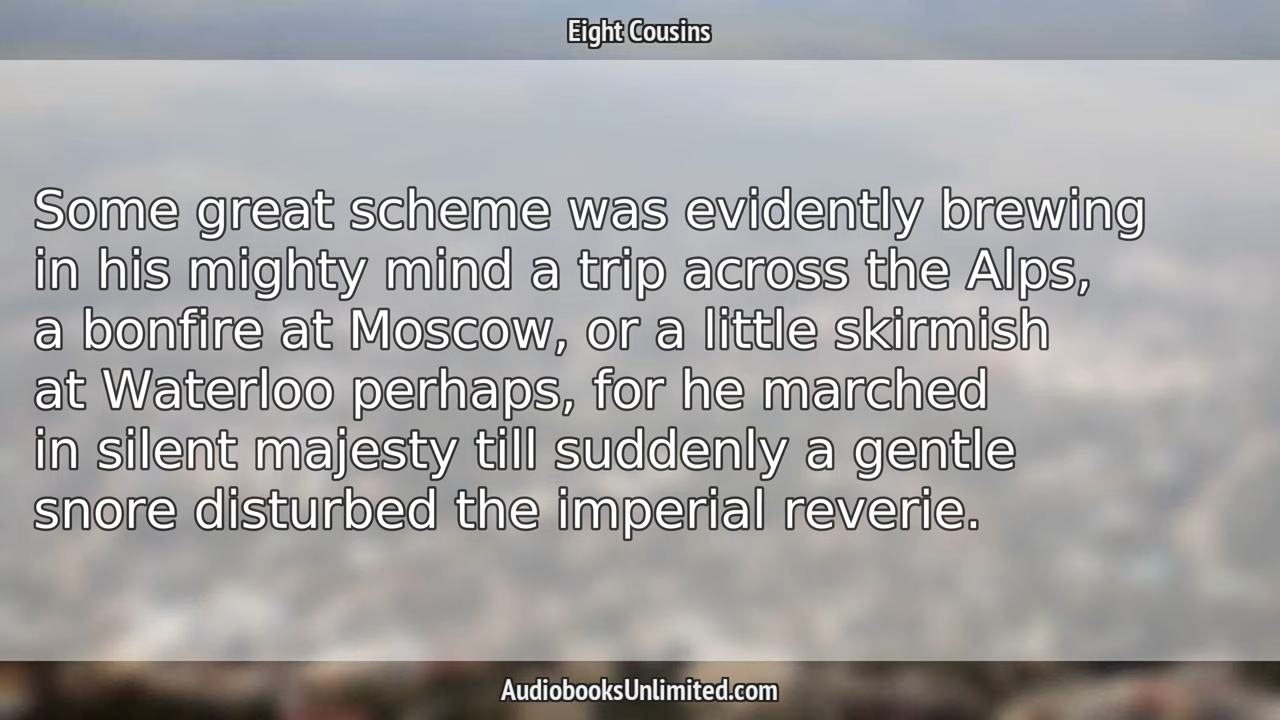 Eight Cousins
Some great scheme was evidently brewing
in his mighty mind a trip across the Alps,
a bonfire at Moscow, or a little skirmish
at Waterloo perhaps, for he marched
in silent majesty till suddenly a gentle
snore disturbed the imperial reverie.
AudiobooksUnlimited.com